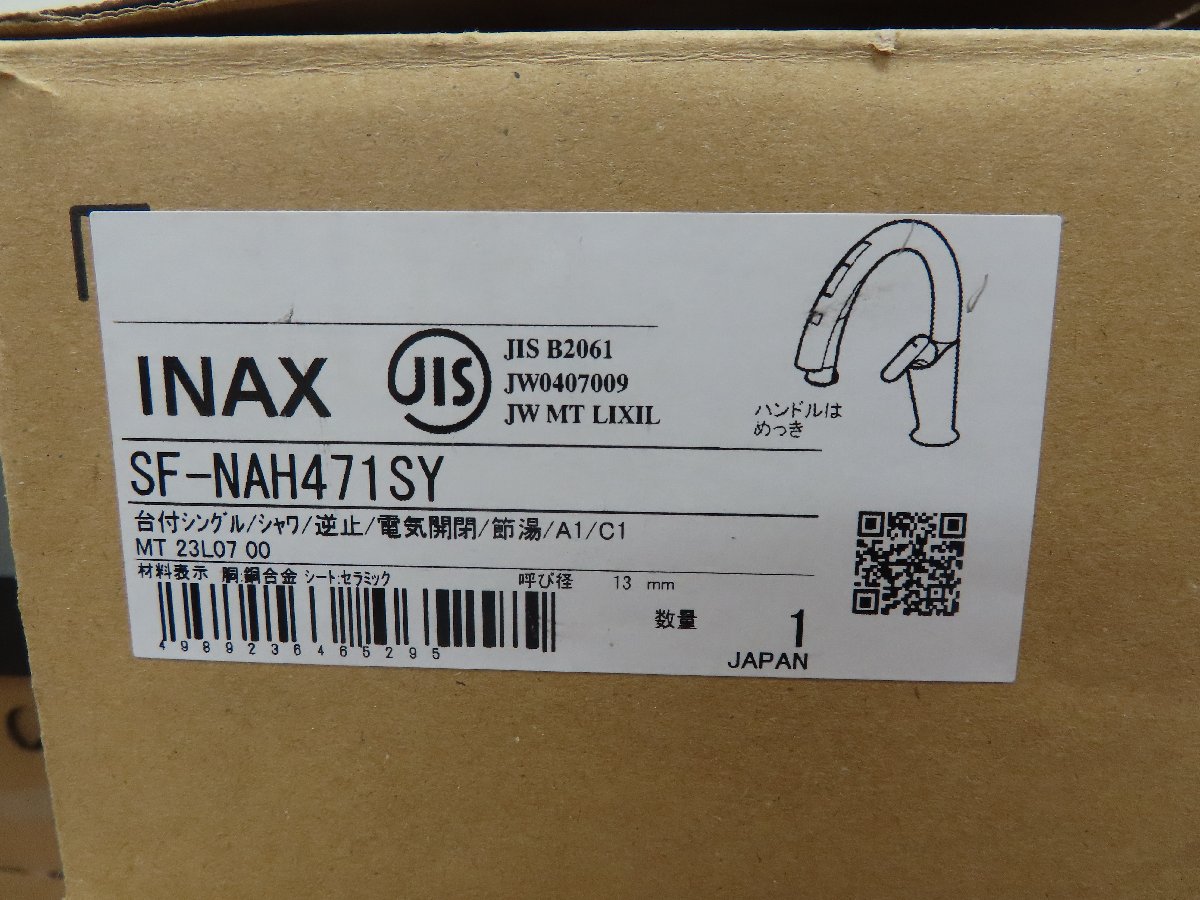 INAX
JIS
JIS B2061
JW0407009
JW MT LIXIL
ハンドルは
めっき
SF-NAH471SY
台付シングル/シャワ/逆止/電気開閉/節湯/A1/C1
MT 23L07 00
材料表示 胴:銅合金 シート:セラミック 呼び径 13 mm
4989236465295
数量 1
JAPAN